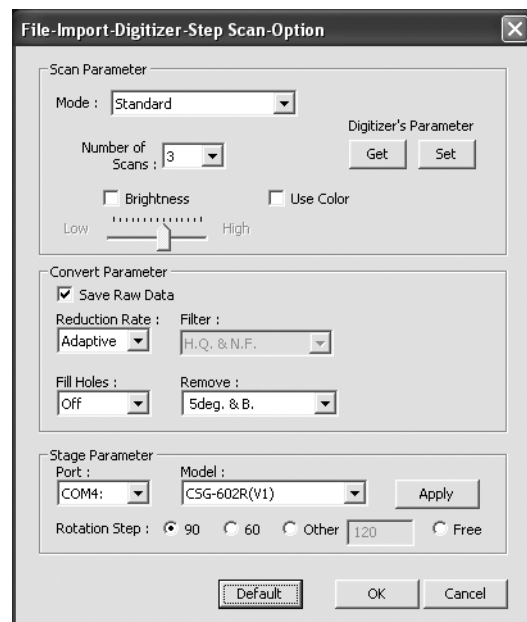 File-Import-Digitizer-Step Scan-Option
Scan Parameter
Mode : Standard
Digitizer's Parameter
Number of Scans : 3
Get Set
Brightness Use Color
Low High
Convert Parameter
Save Raw Data
Reduction Rate : Filter :
Adaptive H.Q. & N.F.
Fill Holes : Remove :
Off 5deg. & B.
Stage Parameter
Port : Model :
COM4: CSG-602R(V1) Apply
Rotation Step : 90 60 Other 120 Free
Default OK Cancel